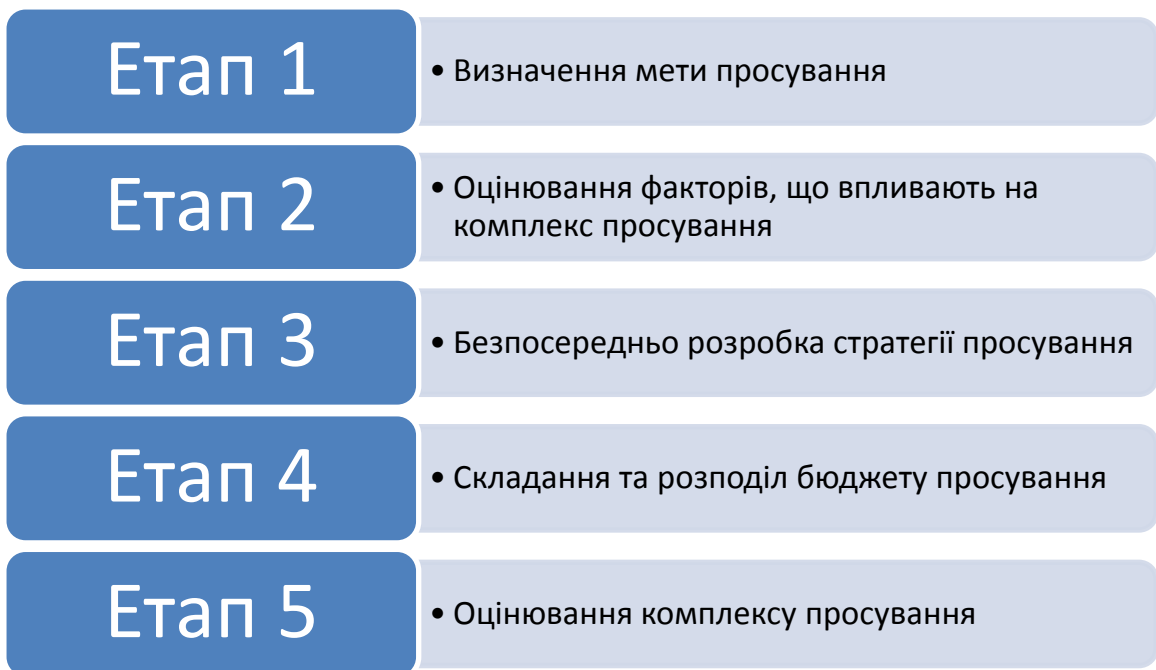 Етап 1
• Визначення мети просування
Етап 2
• Оцінювання факторів, що впливають на
комплекс просування
Етап 3
• Безпосередньо розробка стратегії просування
Етап 4
• Складання та розподіл бюджету просування
Етап 5
• Оцінювання комплексу просування